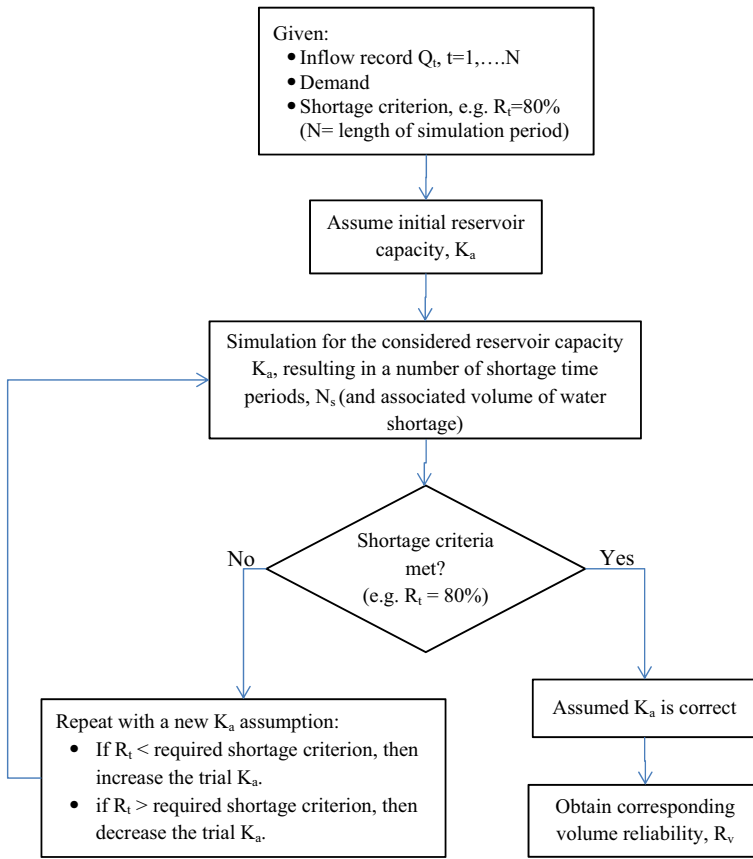 Given:
• Inflow record Qt, t=1,….N
• Demand
• Shortage criterion, e.g. Rt=80%
(N= length of simulation period)
Assume initial reservoir
capacity, Ka
Simulation for the considered reservoir capacity
Ka, resulting in a number of shortage time
periods, Ns (and associated volume of water
shortage)
Shortage criteria
met?
(e.g. Rt = 80%)
No
Yes
Repeat with a new Ka assumption:
• If Rt < required shortage criterion, then
increase the trial Ka.
• if Rt > required shortage criterion, then
decrease the trial Ka.
Assumed Ka is correct
Obtain corresponding
volume reliability, Rv